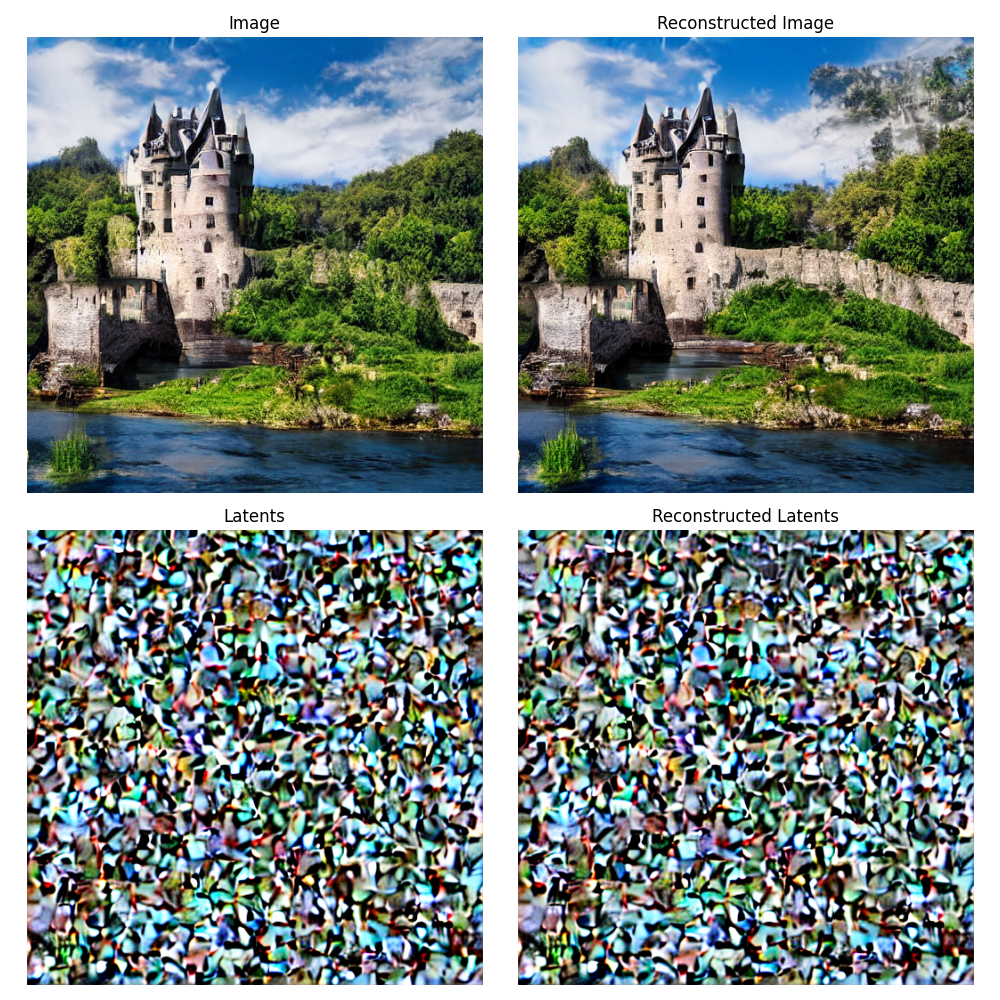 Image
Reconstructed Image
Latents
Reconstructed Latents